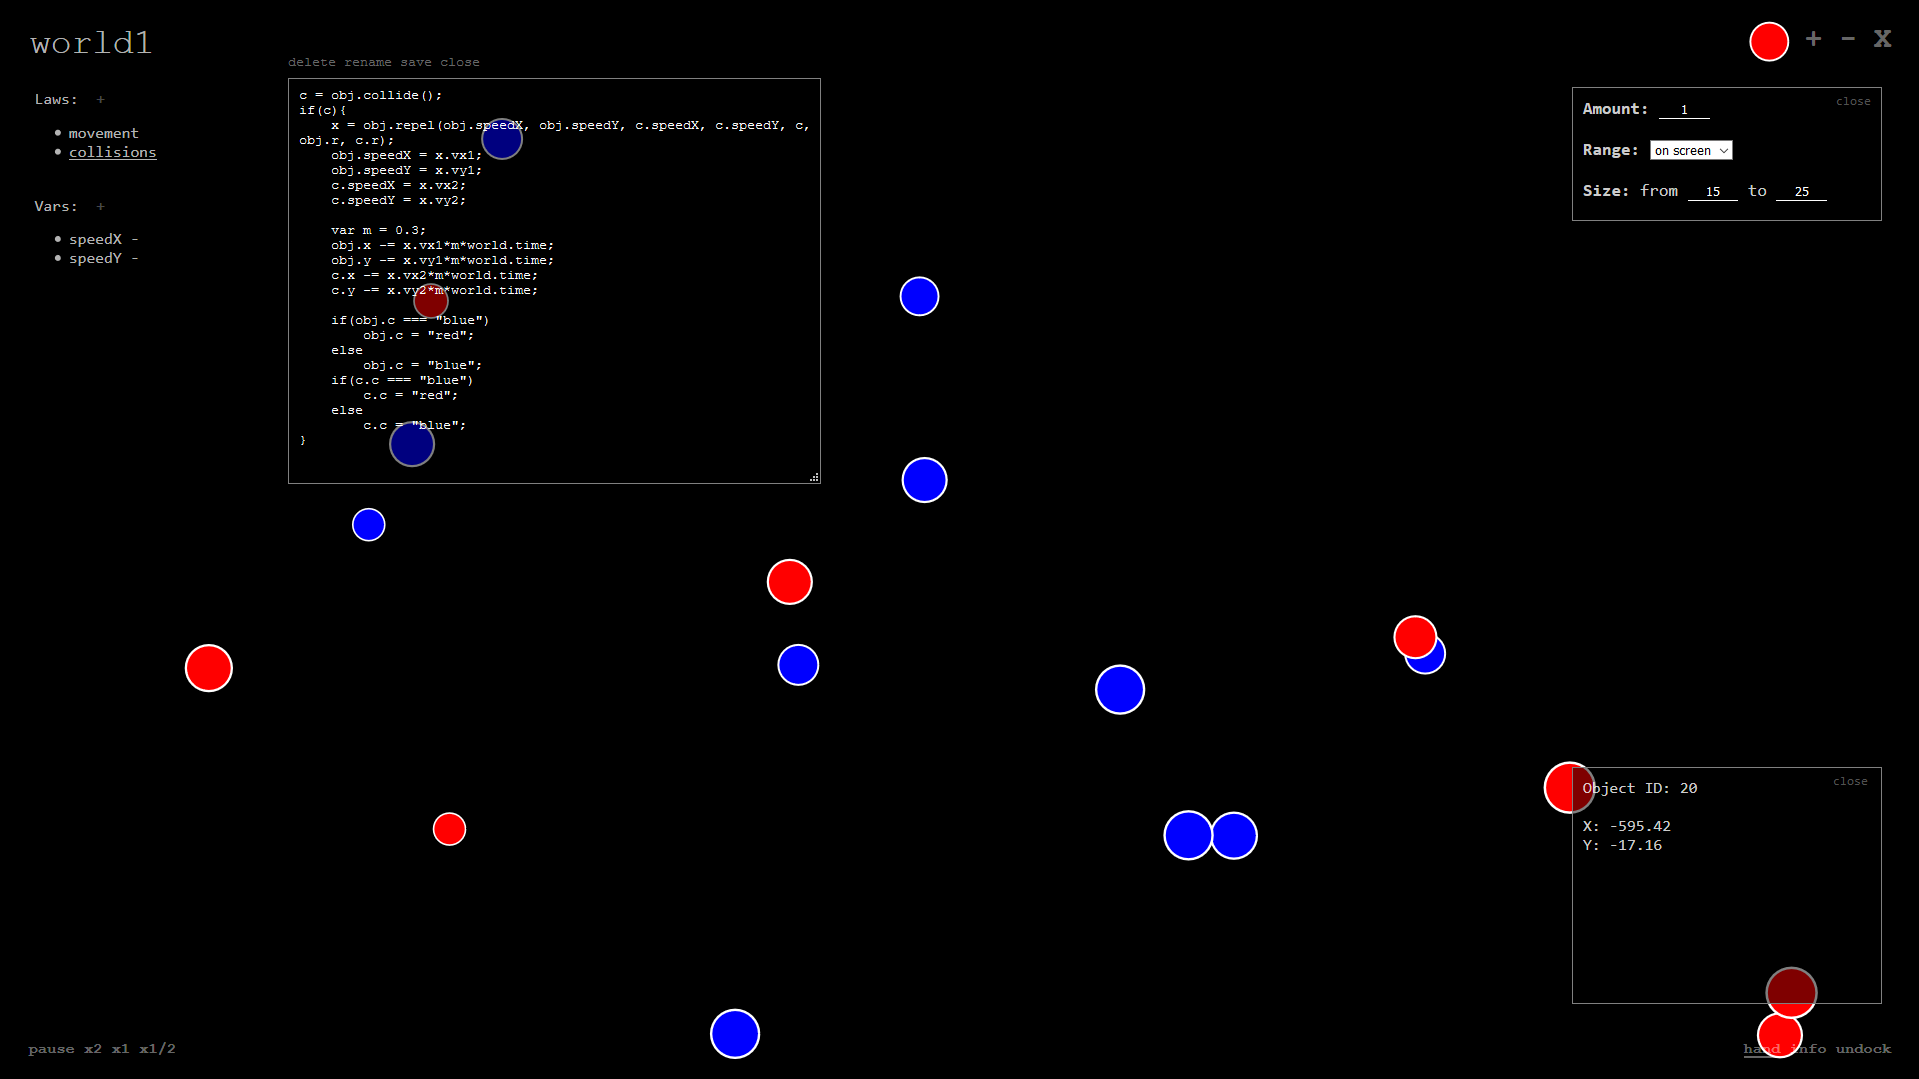 world1
Laws: +
movement
collisions
Vars: +
speedX -
speedY -
delete rename save close
c = obj.collide();
if(c){
    x = obj.repel(obj.speedX, obj.speedY, c.speedX, c.speedY, c,
obj.r, c.r);
    obj.speedX = x.vx1;
    obj.speedY = x.vy1;
    c.speedX = x.vx2;
    c.speedY = x.vy2;
    var m = 0.3;
    obj.x -= x.vx1*m*world.time;
    obj.y -= x.vy1*m*world.time;
    c.x -= x.vx2*m*world.time;
    c.y -= x.vy2*m*world.time;
    if(obj.c === "blue")
        obj.c = "red";
    else
        obj.c = "blue";
    if(c.c === "blue")
        c.c = "red";
    else
        c.c = "blue";
}
+ - X
close
Amount: 1
Range: on screen
Size: from 15 to 25
close
Object ID: 20
X: -595.42
Y: -17.16
pause x2 x1 x1/2
hand info undock